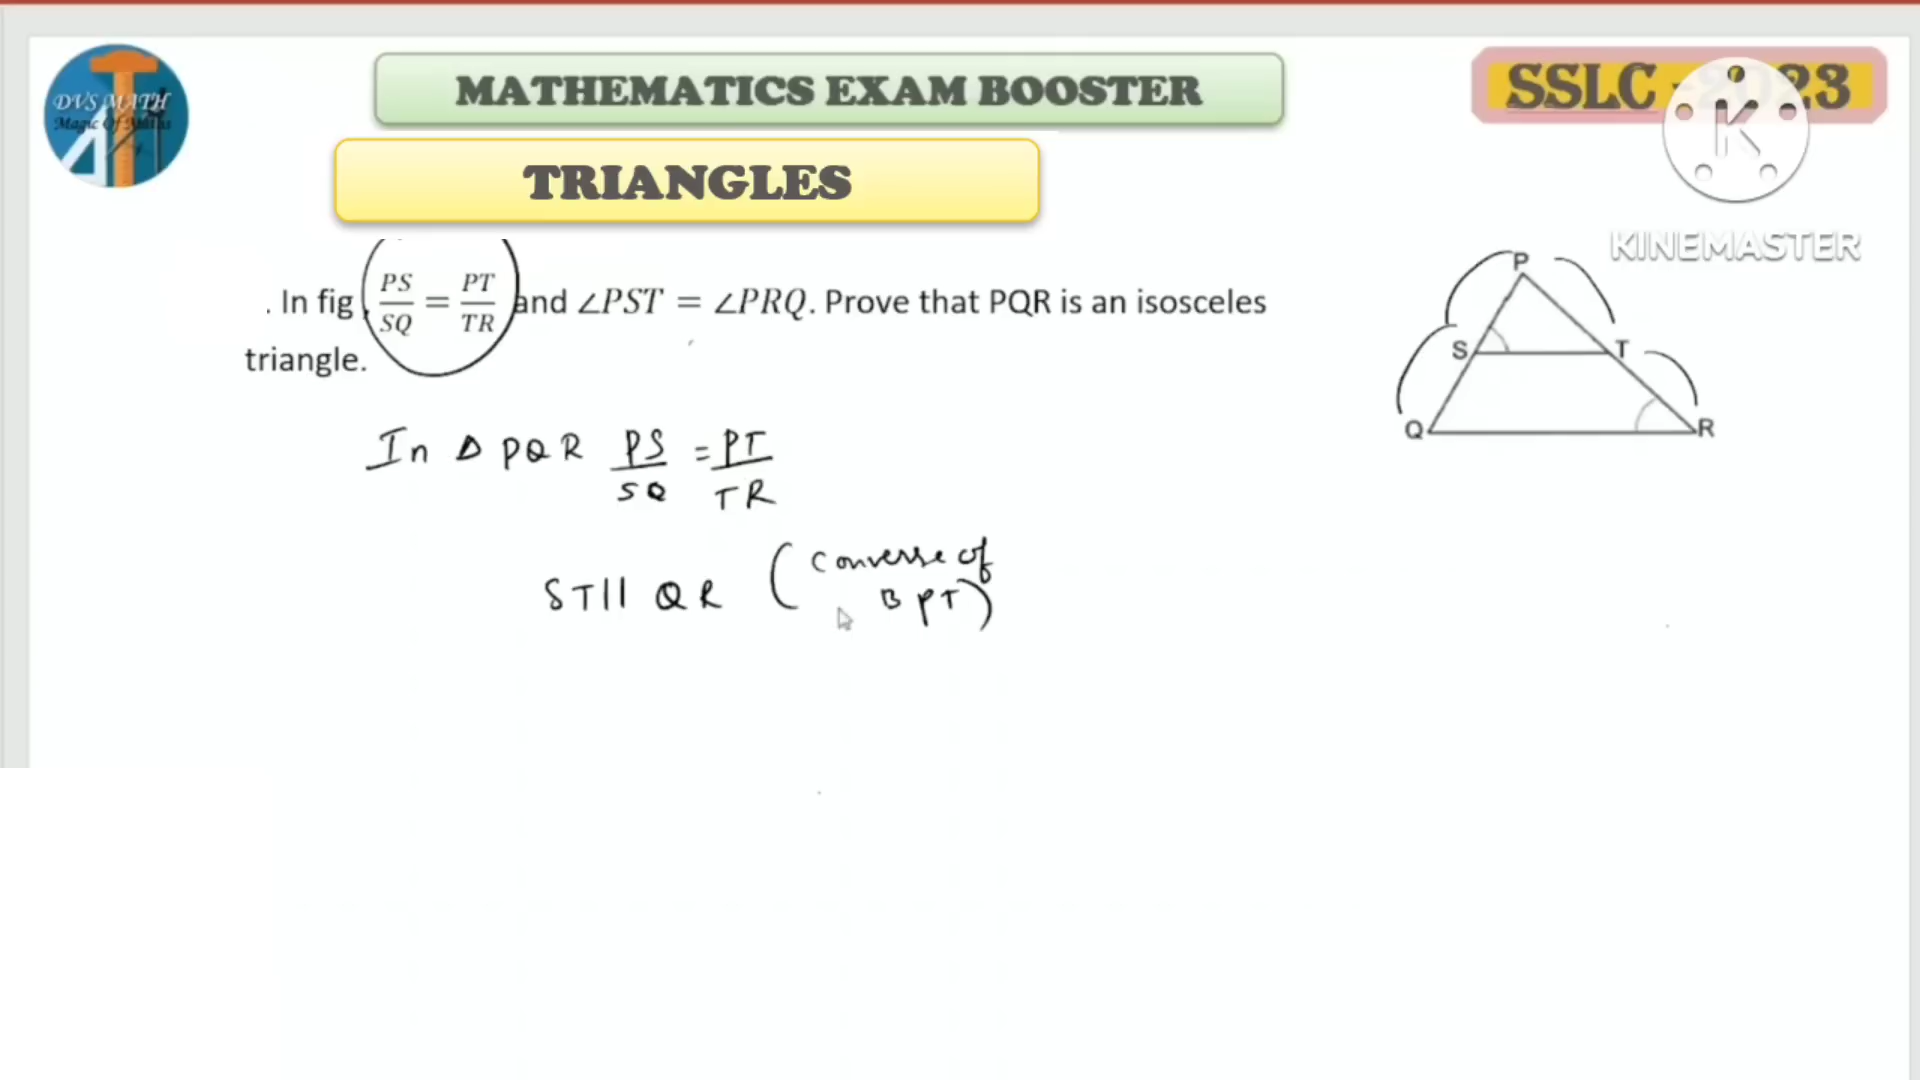 DVS MATH
Magic Of Maths
MATHEMATICS EXAM BOOSTER
SSLC - 2023
K
KINEMASTER
TRIANGLES
. In fig, PS/SQ = PT/TR and ∠PST = ∠PRQ. Prove that PQR is an isosceles
triangle.
P
S T
Q R
In Δ PQR PS/SQ = PT/TR
ST || QR (Converse of
BPT)